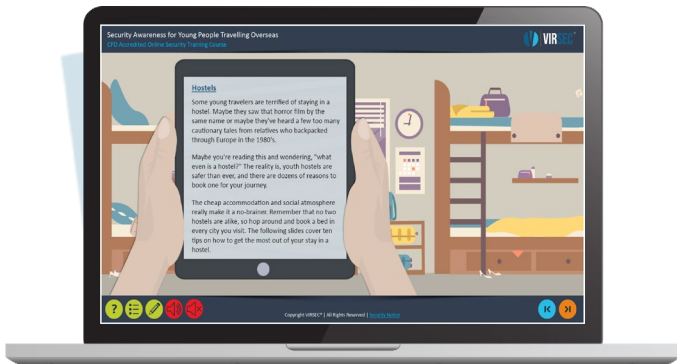 Security Awareness for Young People Travelling Overseas
CPD Accredited Online Security Training Course
VIRSEC
Hostels
Some young travelers are terrified of staying in a
hostel. Maybe they saw that horror film by the
same name or maybe they've heard a few too many
cautionary tales from relatives who backpacked
through Europe in the 1980's.
Maybe you're reading this and wondering, "what
even is a hostel?" The reality is, youth hostels are
safer than ever, and there are dozens of reasons to
book one for your journey.
The cheap accommodation and social atmosphere
really make it a no-brainer. Remember that no two
hostels are alike, so hop around and book a bed in
every city you visit. The following slides cover ten
tips on how to get the most out of your stay in a
hostel.
?
Copyright VIRSEC® | All Rights Reserved | Security Notice